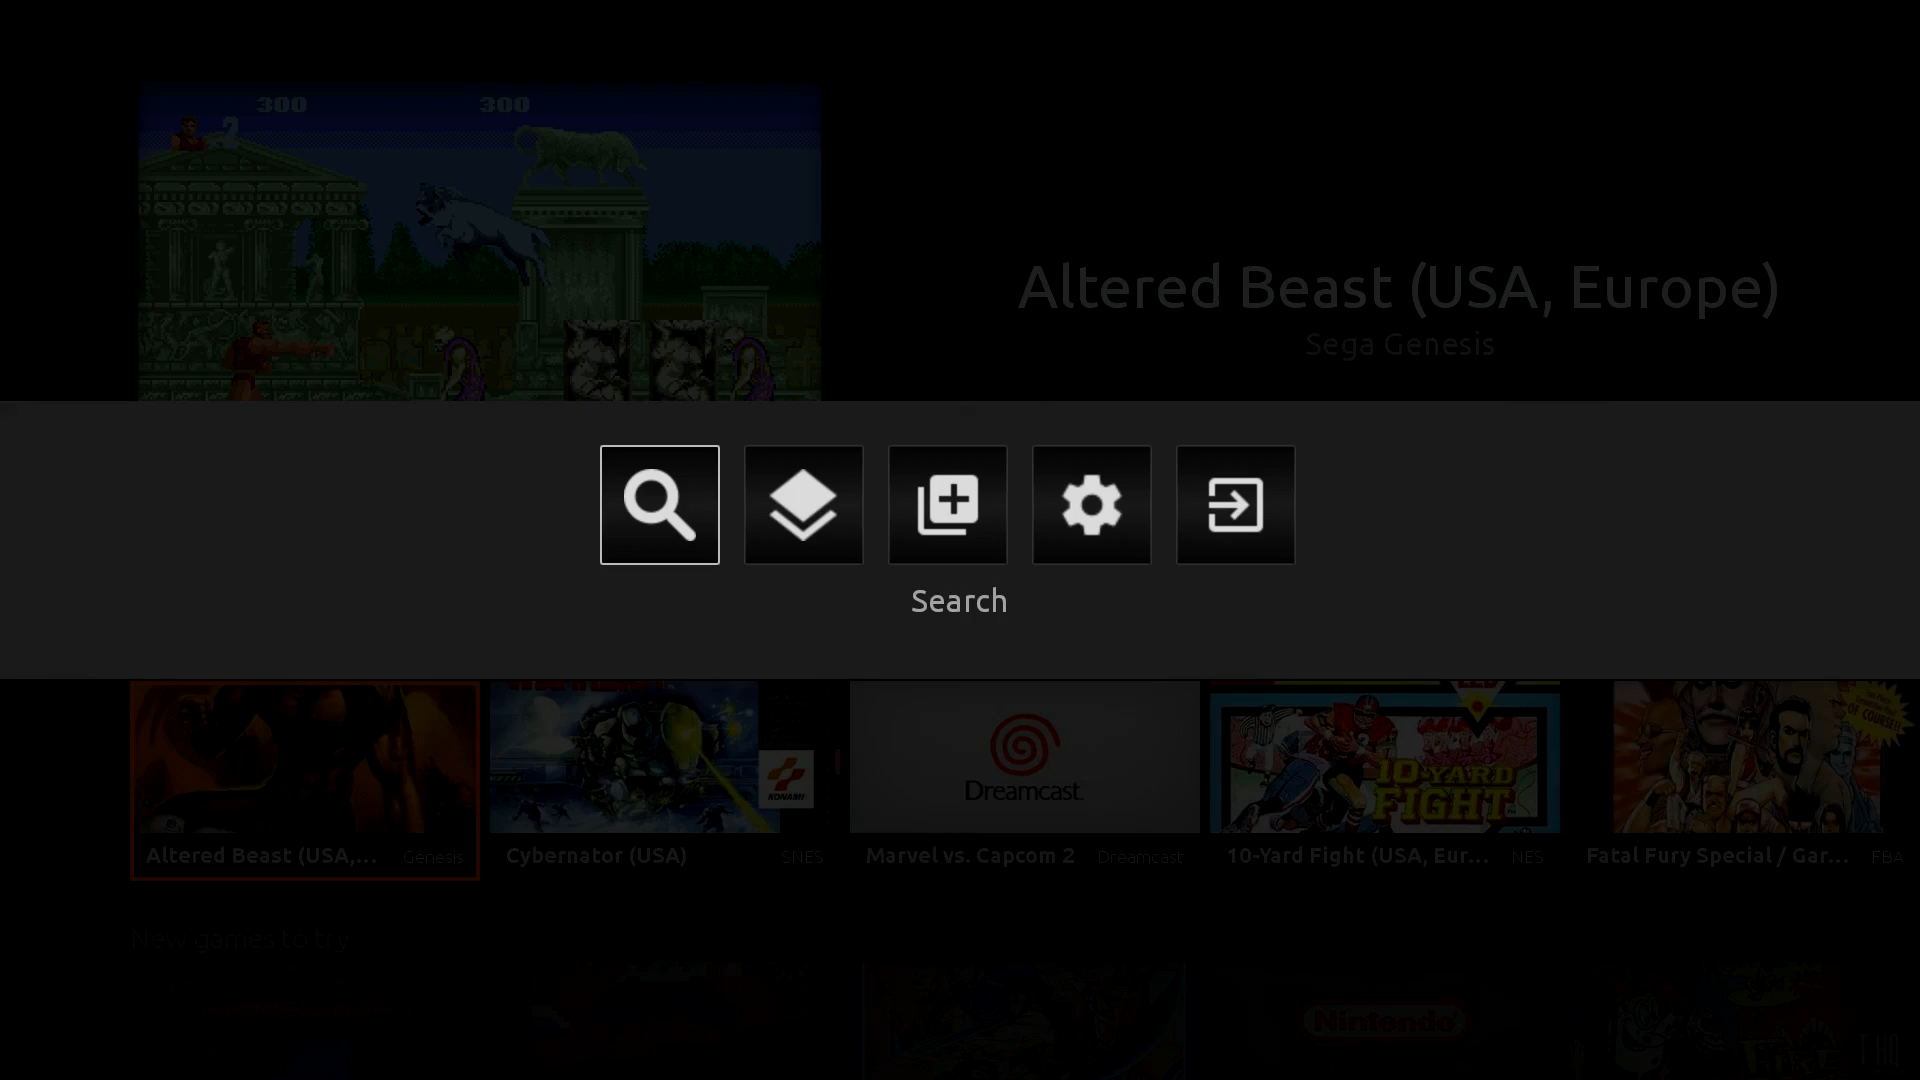 300 300
Altered Beast (USA, Europe)
Sega Genesis
Search
KONAMI
Dreamcast.
10-YARD
FIGHT
OF COURSE!!
Altered Beast (USA,... Genesis
Cybernator (USA) SNES
Marvel vs. Capcom 2 Dreamcast
10-Yard Fight (USA, Eur... NES
Fatal Fury Special / Gar... FBA
New games to try
Nintendo